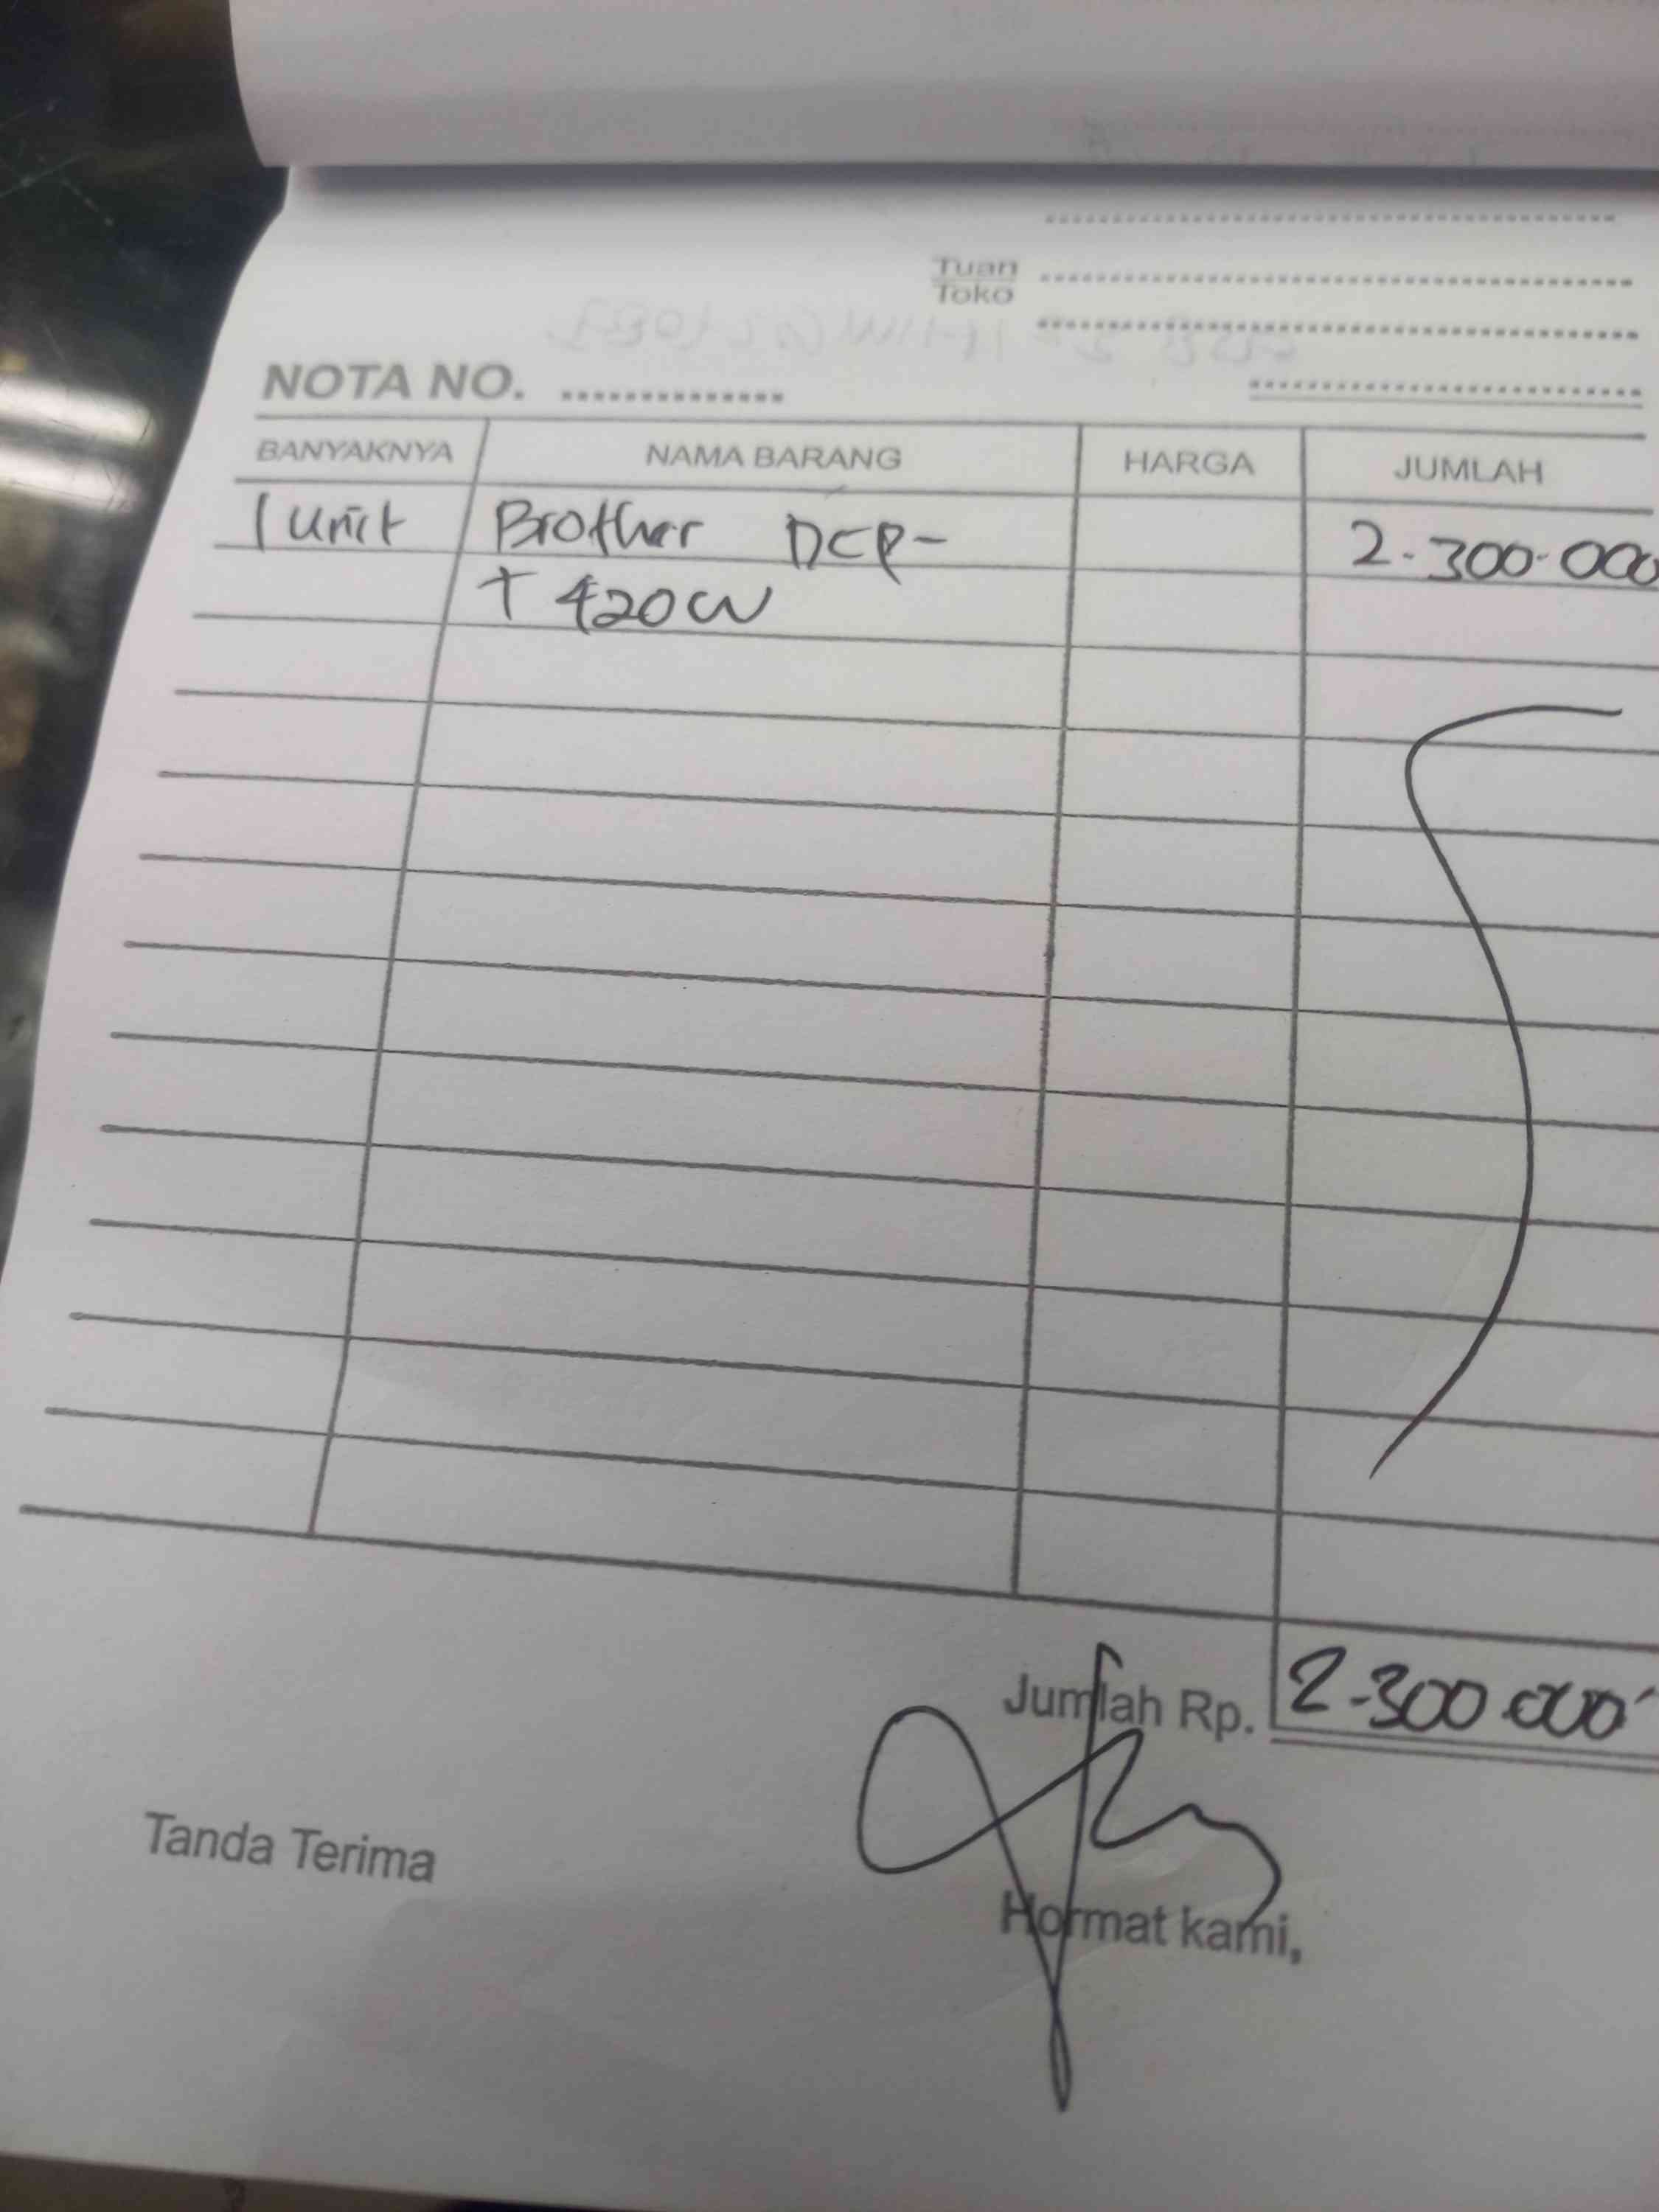 Tuan
Toko
NOTA NO. ..............
BANYAKNYA NAMA BARANG HARGA JUMLAH
1 unit Brother DCP- 2.300.000
T 420W
Jumlah Rp. 2.300.000
Tanda Terima
Hormat kami,